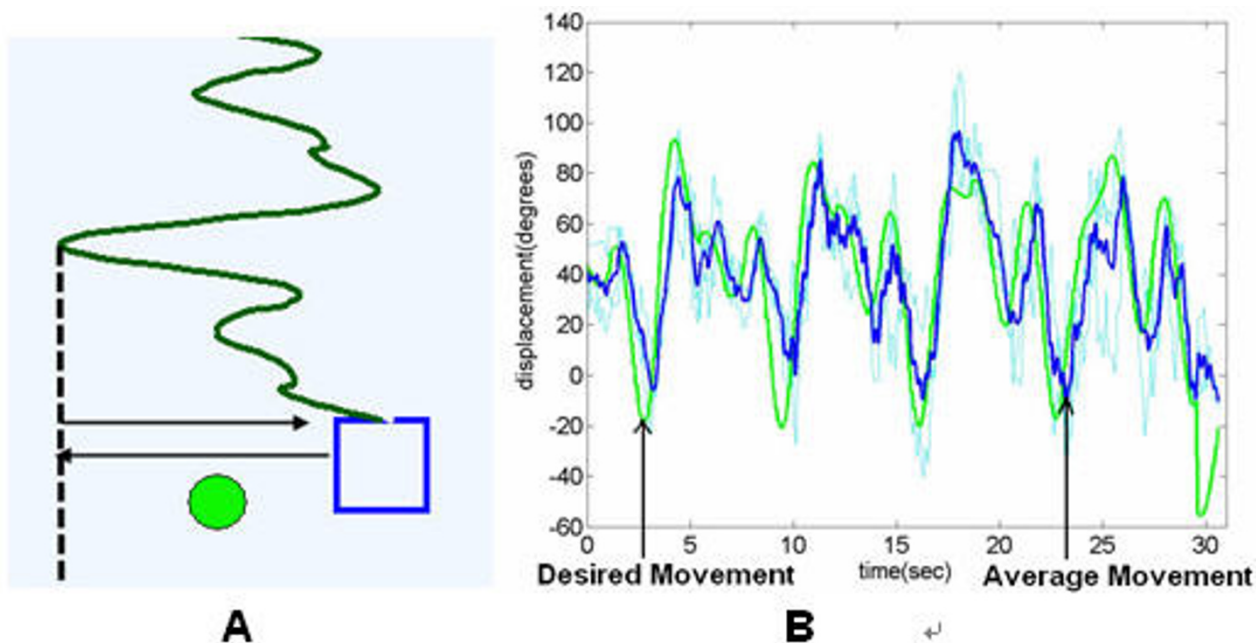 140
120
100
80
60
40
20
0
-20
-40
-60
displacement(degrees)
0 5 10 15 20 25 30
time(sec)
Desired Movement
Average Movement
A
B